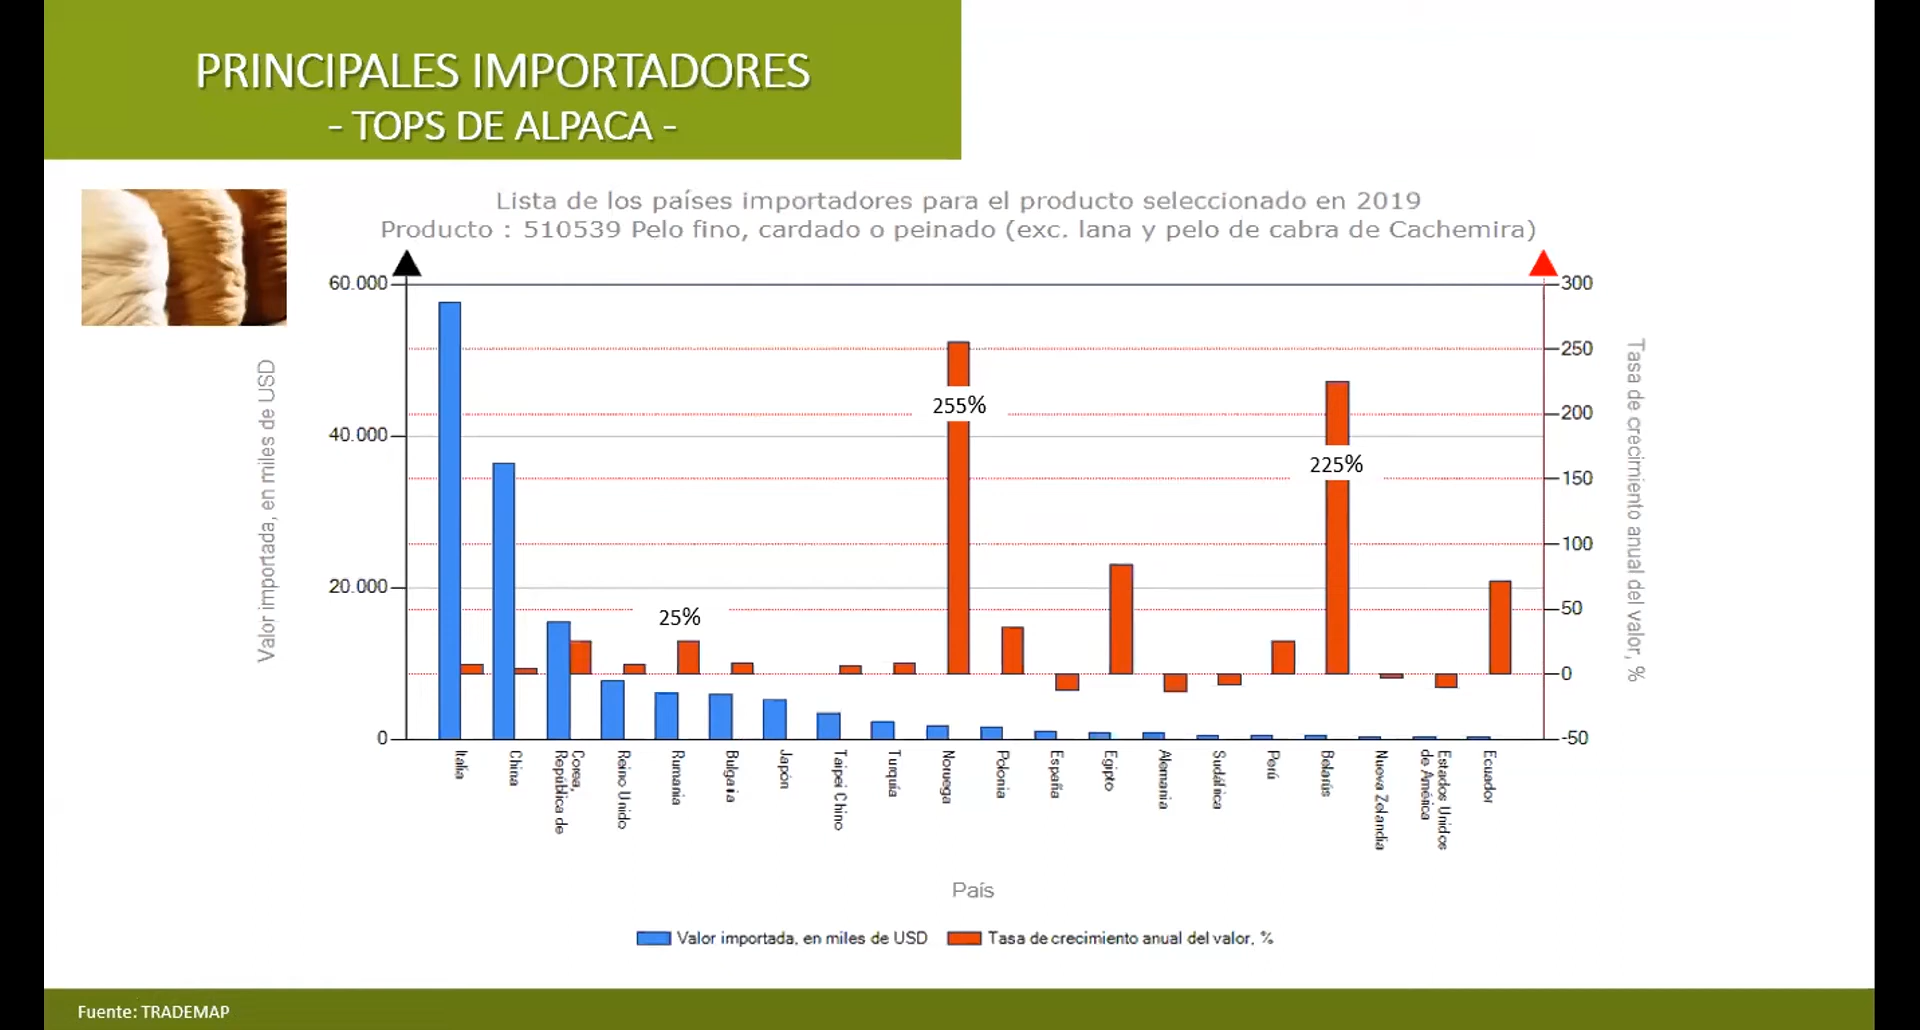 PRINCIPALES IMPORTADORES
- TOPS DE ALPACA -
Lista de los países importadores para el producto seleccionado en 2019
Producto : 510539 Pelo fino, cardado o peinado (exc. lana y pelo de cabra de Cachemira)
60.000
40.000
20.000
0
Valor importada, en miles de USD
300
250
200
150
100
50
0
-50
Tasa de crecimiento anual del valor, %
255%
225%
25%
Italia
China
Corea,
República de
Reino Unido
Rumania
Bulgaria
Japón
Taipei Chino
Turquía
Noruega
Polonia
España
Egipto
Alemania
Sudáfrica
Perú
Belarús
Nueva Zelandia
Estados Unidos
de América
Ecuador
País
Valor importada, en miles de USD
Tasa de crecimiento anual del valor, %
Fuente: TRADEMAP